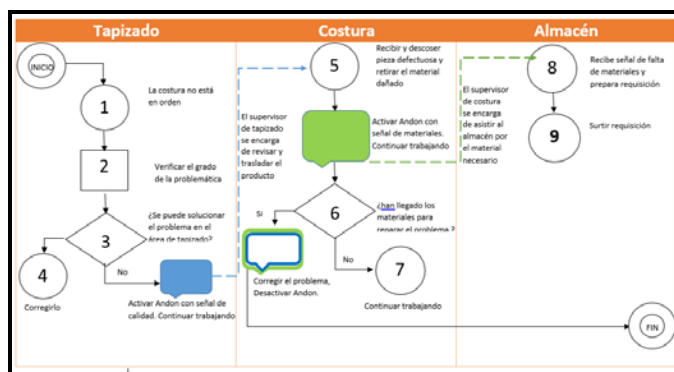 Tapizado
Costura
Almacén
INICIO
1
La costura no está
en orden
2
Verificar el grado
de la problemática
¿Se puede solucionar
el problema en el
área de tapizado?
3
4
Corregirlo
No
Activar Andon con señal de
calidad. Continuar trabajando
El supervisor
de tapizado
se encarga
de revisar y
trasladar el
producto
5
Recibir y descoser
pieza defectuosa y
retirar el material
dañado
Activar Andon con
señal de materiales.
Continuar trabajando
6
¿han llegado los
materiales para
reparar el problema ?
Si
No
Corregir el problema,
Desactivar Andon.
7
Continuar trabajando
El supervisor
de costura
se encarga
de asistir al
almacén por
el material
necesario
8
Recibe señal de falta
de materiales y
prepara requisición
9
Surtir requisición
FIN